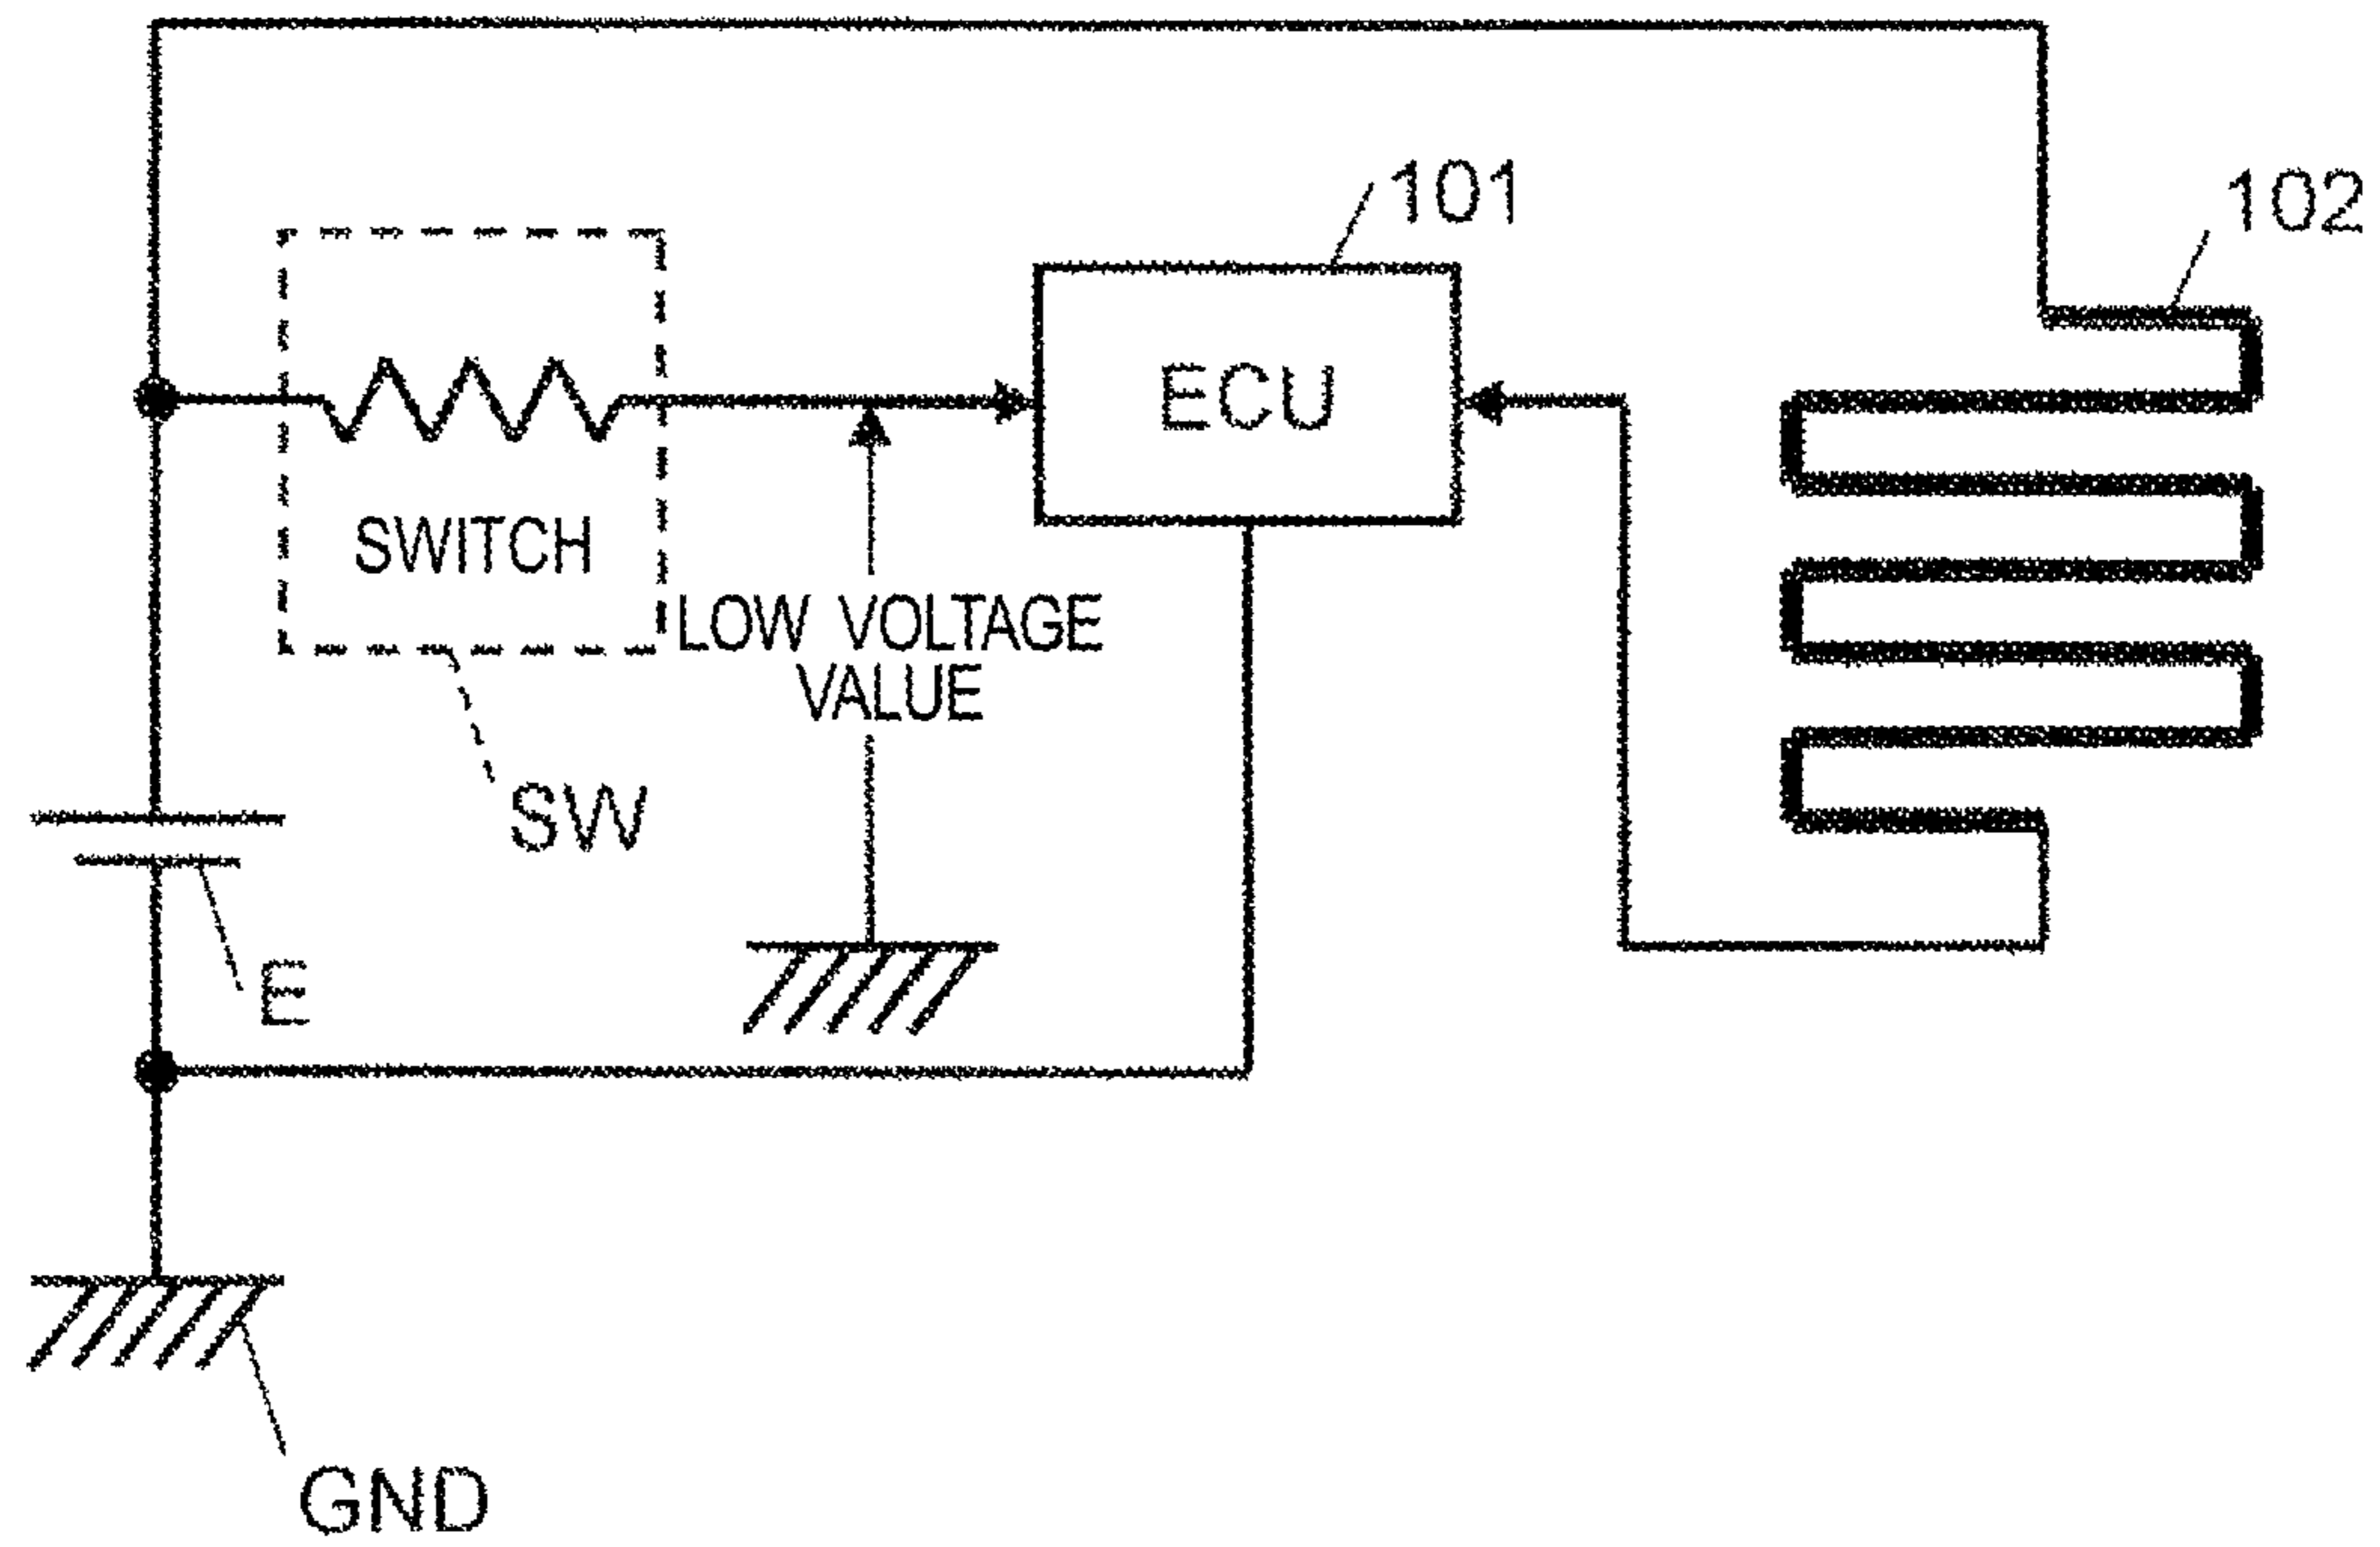 101
102
ECU
SWITCH
LOW VOLTAGE
VALUE
SW
E
GND